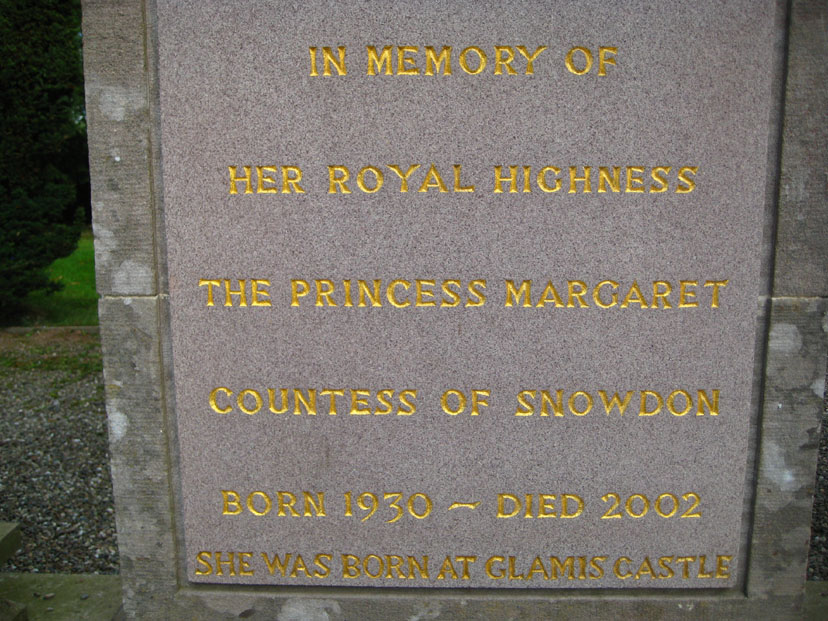 IN MEMORY OF
HER ROYAL HIGHNESS
THE PRINCESS MARGARET
COUNTESS OF SNOWDON
BORN 1930 ~ DIED 2002
SHE WAS BORN AT GLAMIS CASTLE